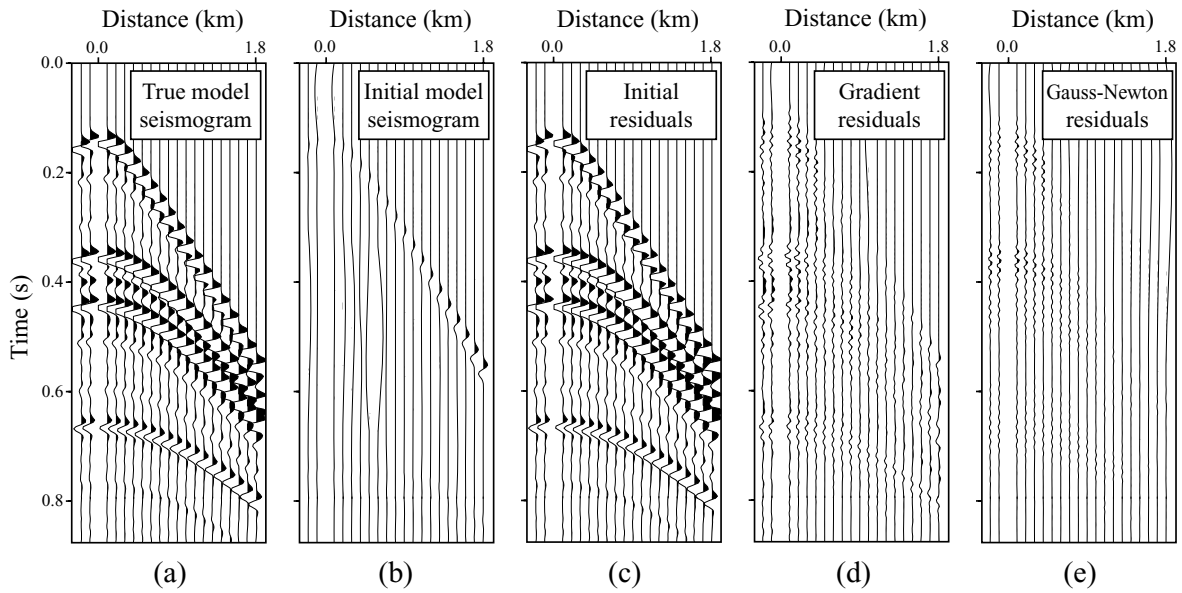 Distance (km) Distance (km) Distance (km) Distance (km) Distance (km)
0.0 1.8 0.0 1.8 0.0 1.8 0.0 1.8 0.0 1.8
0.0
True model
seismogram
Initial model
seismogram
Initial
residuals
Gradient
residuals
Gauss-Newton
residuals
0.2
0.4
Time (s)
0.6
0.8
(a) (b) (c) (d) (e)